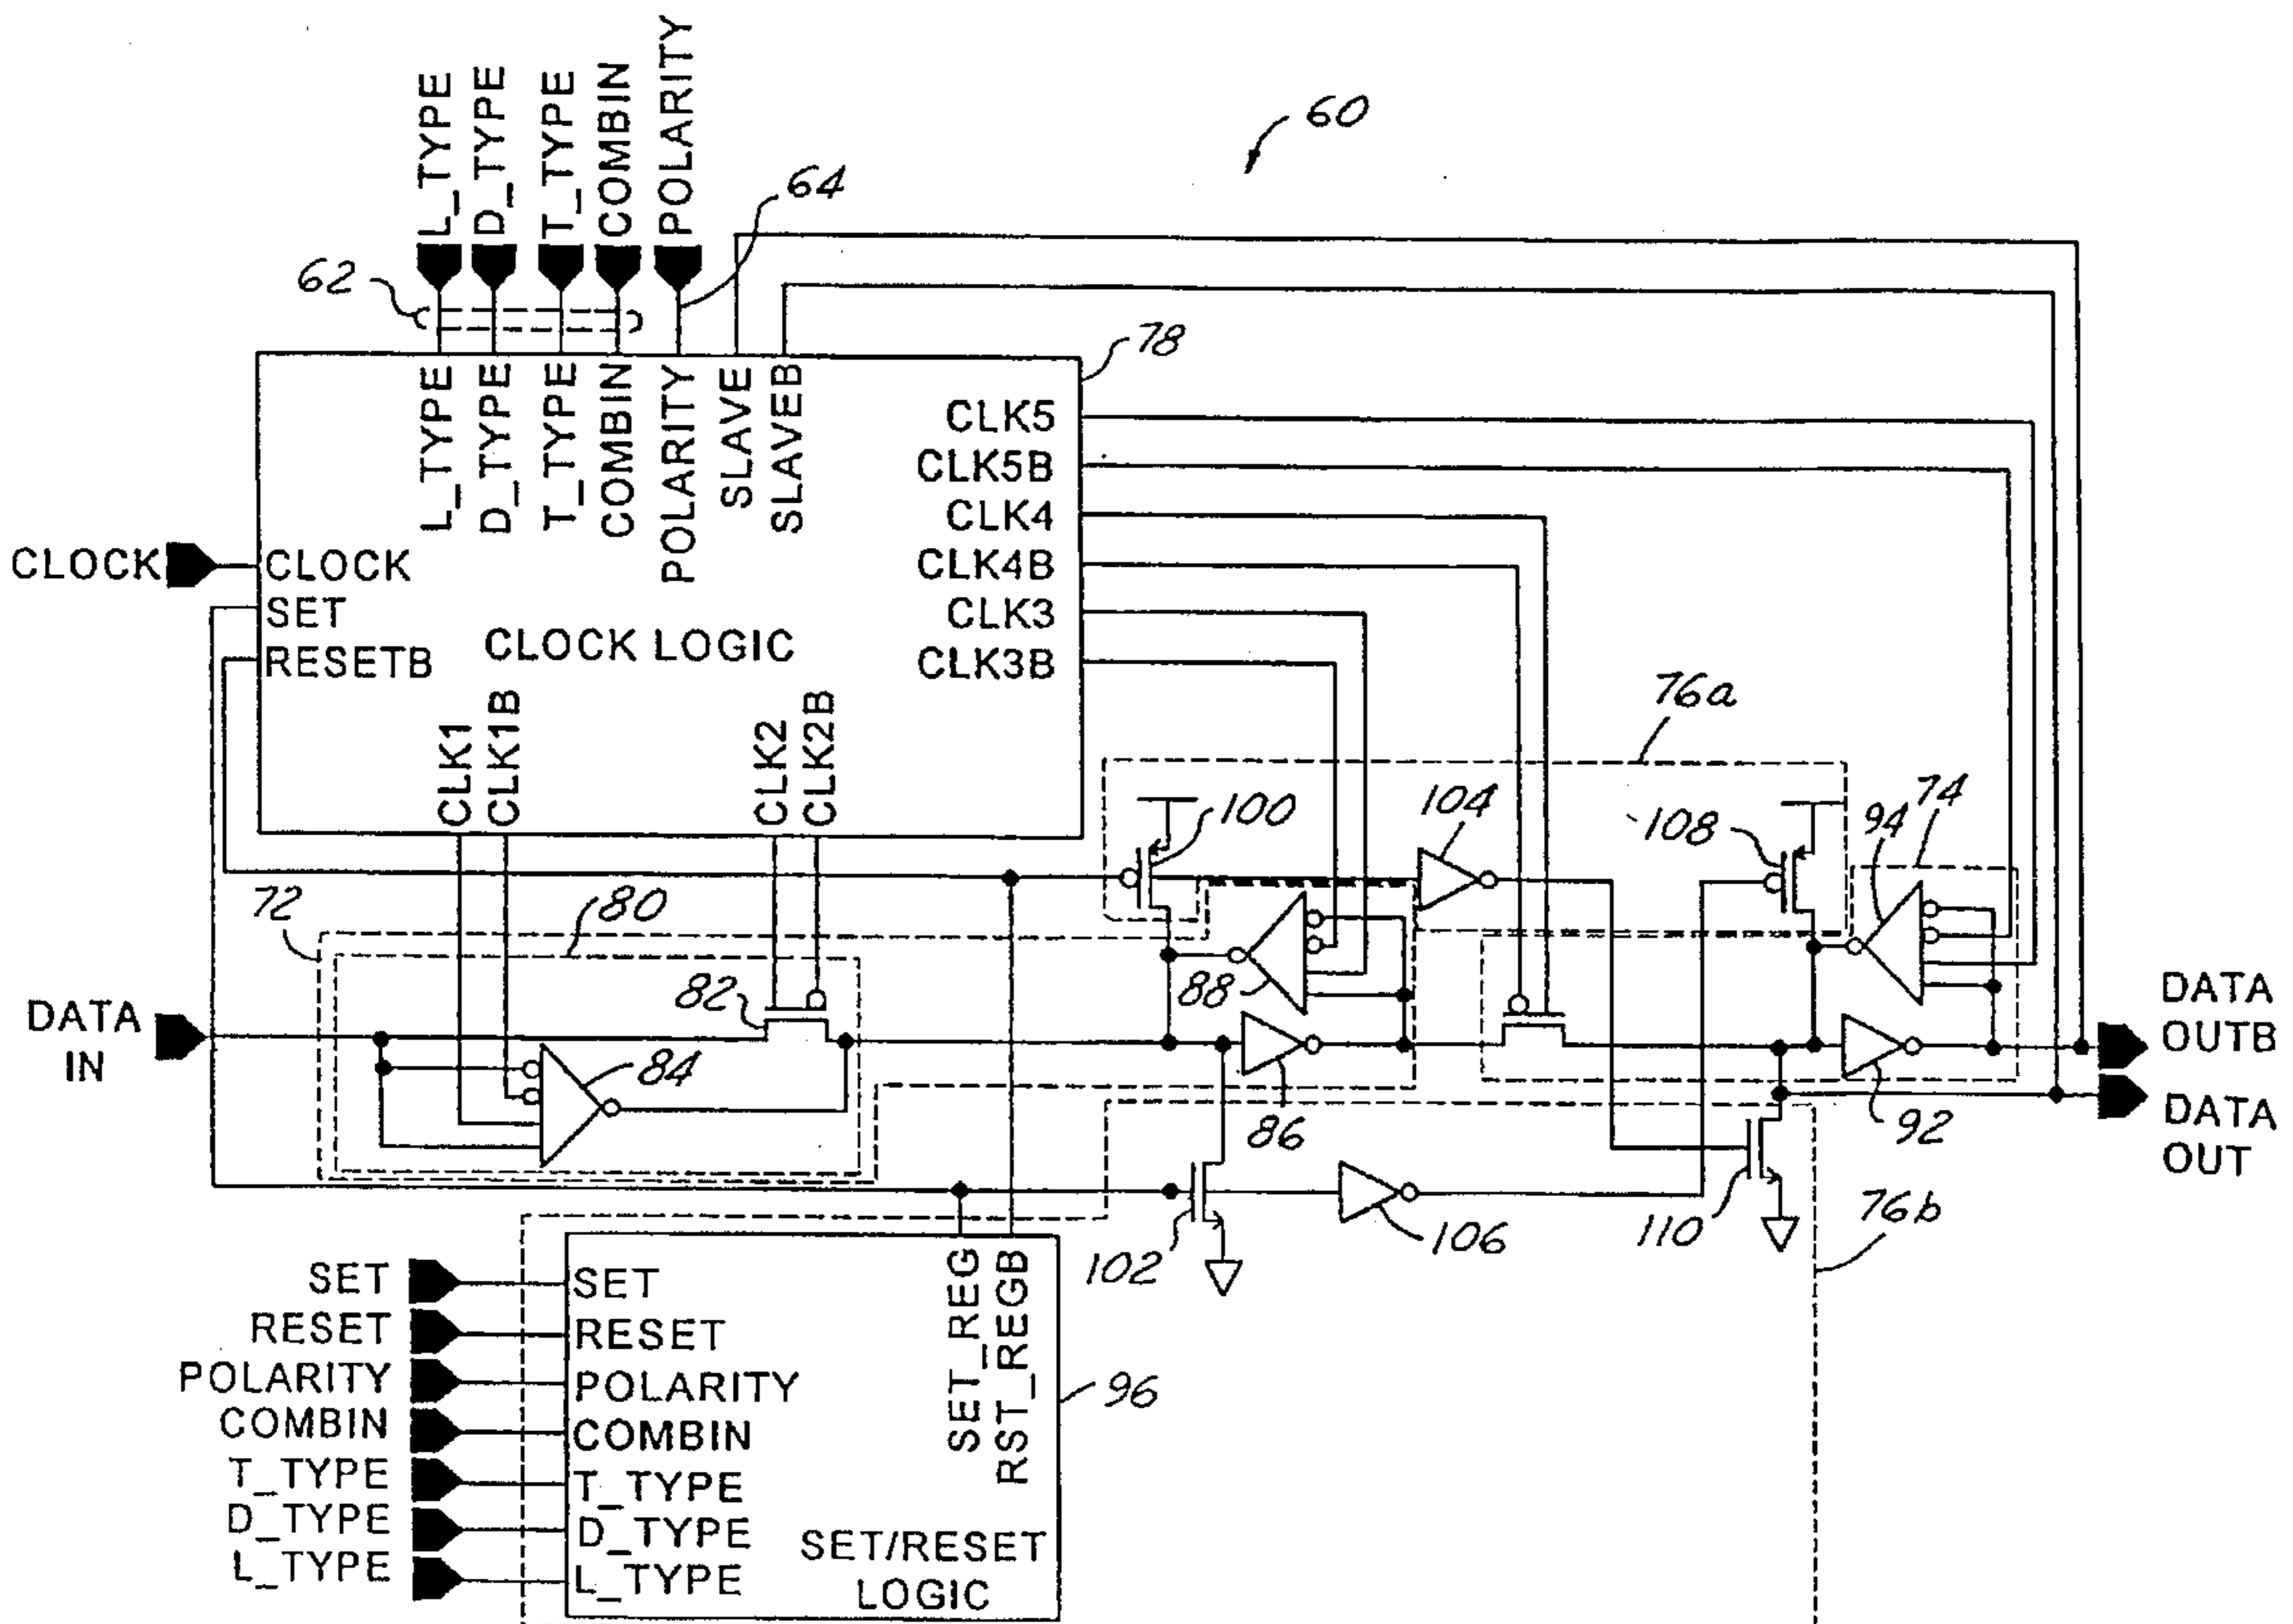 L_TYPE
D_TYPE
T_TYPE
COMBIN
POLARITY
60
64
62
78
L_TYPE
D_TYPE
T_TYPE
COMBIN
POLARITY
SLAVE
SLAVEB
CLOCK
CLOCK
SET
RESETB
CLOCK LOGIC
CLK5
CLK5B
CLK4
CLK4B
CLK3
CLK3B
CLK1
CLK1B
CLK2
CLK2B
76a
100
104
108
94
74
72
80
82
84
88
86
92
DATA
IN
DATA
OUTB
DATA
OUT
102
106
110
76b
SET
RESET
POLARITY
COMBIN
T_TYPE
D_TYPE
L_TYPE
SET
RESET
POLARITY
COMBIN
T_TYPE
D_TYPE
L_TYPE
SET_REG
RST_REGB
96
SET/RESET
LOGIC